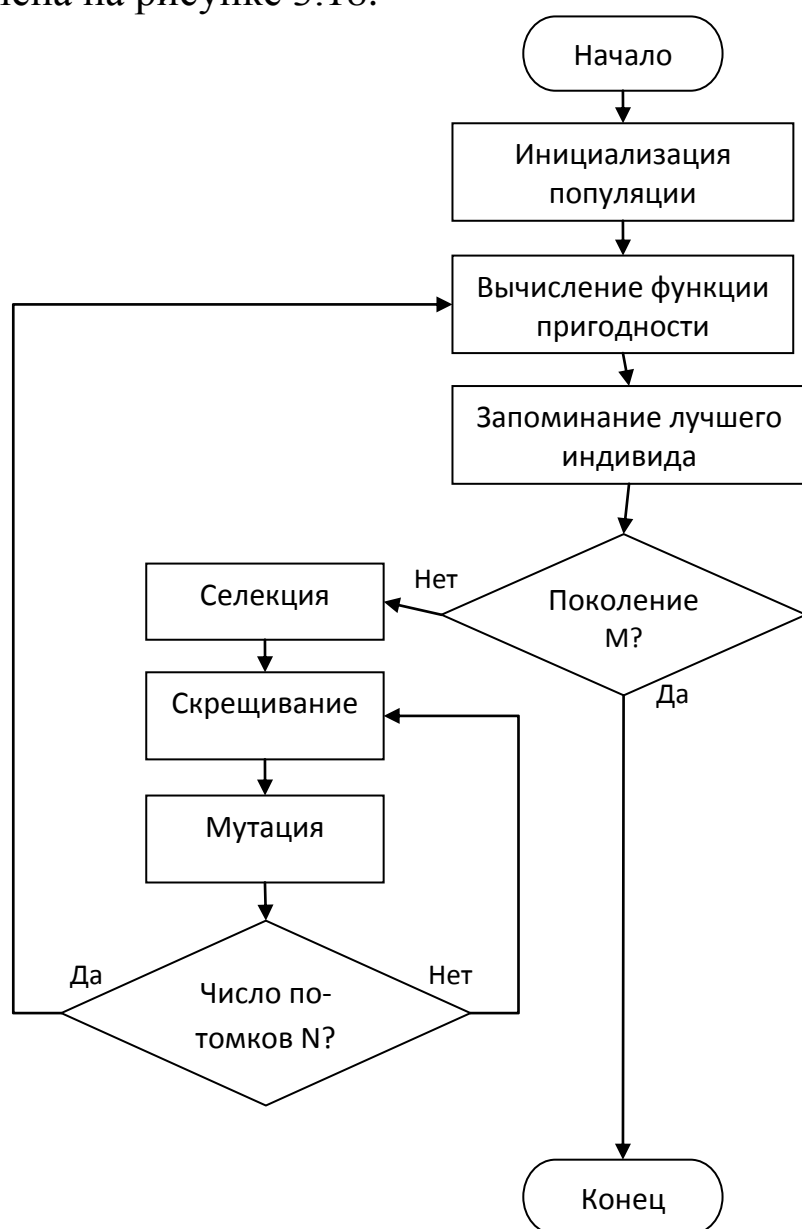 на рисунке 3.18.
Начало
Инициализация
популяции
Вычисление функции
пригодности
Запоминание лучшего
индивида
Поколение
М?
Нет
Да
Селекция
Скрещивание
Мутация
Число по-
томков N?
Да
Нет
Конец